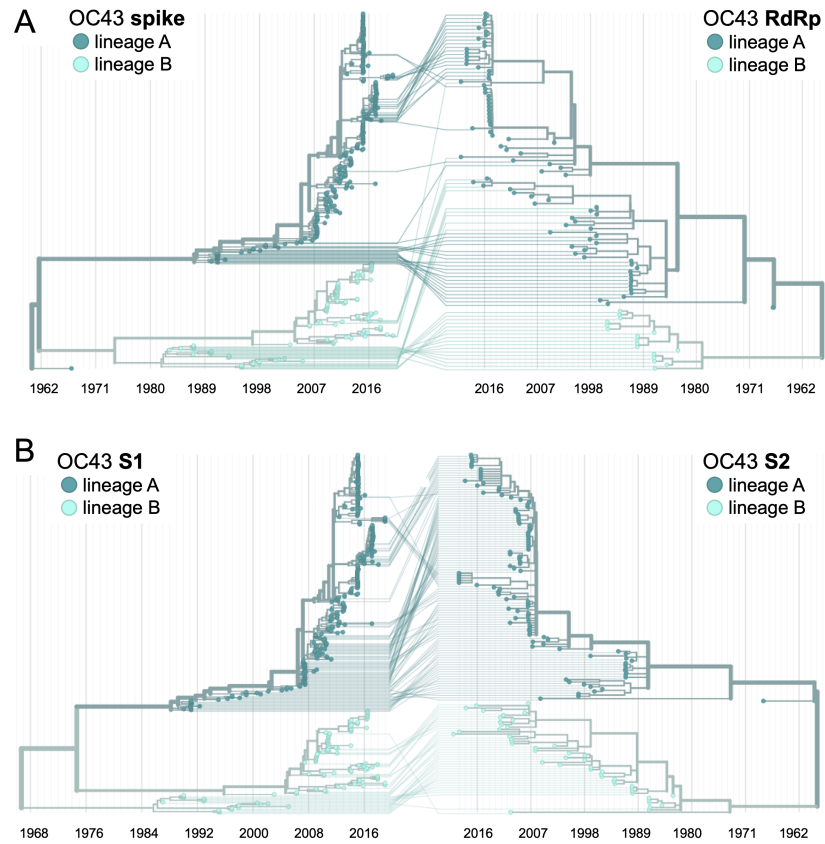 A
OC43 spike
lineage A
lineage B
OC43 RdRp
lineage A
lineage B
1962 1971 1980 1989 1998 2007 2016
2016 2007 1998 1989 1980 1971 1962
B
OC43 S1
lineage A
lineage B
OC43 S2
lineage A
lineage B
1968 1976 1984 1992 2000 2008 2016
2016 2007 1998 1989 1980 1971 1962